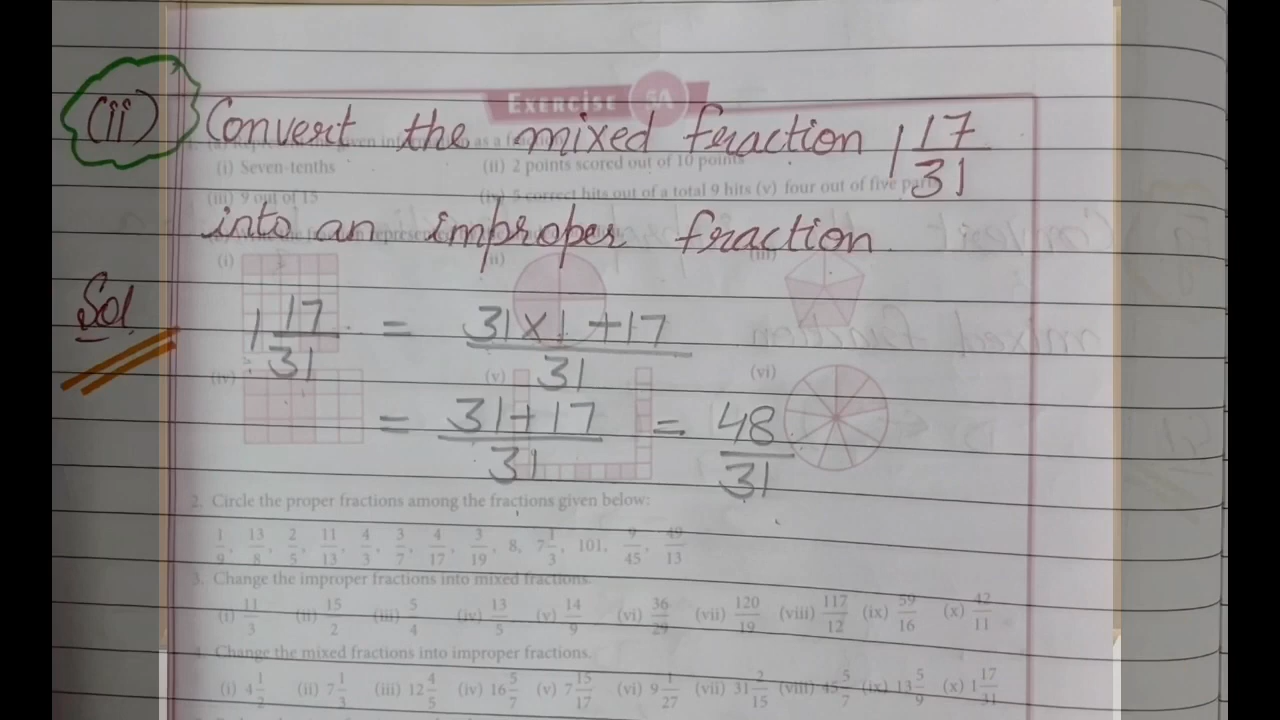 EXERCISE 5A
(ii) Convert the mixed fraction 1 17/31
(i) Seven-tenths (ii) 2 points scored out of 10 points
(iii) 9 out of 15 (iv) 5 correct hits out of a total 9 hits (v) four out of five
into an improper fraction
(i) (ii) (iii)
Sol 1 17/31 = 31×1+17/31
(iv) (v) (vi)
= 31+17/31 = 48/31
2. Circle the proper fractions among the fractions given below:
1/9, 13/8, 2/5, 11/13, 4/3, 3/7, 4/17, 3/19, 8, 7 1/3, 101, 9/45, 49/13
3. Change the improper fractions into mixed fractions.
(i) 11/3 (ii) 15/2 (iii) 5/4 (iv) 13/5 (v) 14/9 (vi) 36/29 (vii) 120/19 (viii) 117/12 (ix) 59/16 (x) 42/11
4. Change the mixed fractions into improper fractions.
(i) 4 1/2 (ii) 7 1/3 (iii) 12 4/5 (iv) 16 5/7 (v) 7 15/17 (vi) 9 1/27 (vii) 31 2/15 (viii) 45 5/7 (ix) 13 5/9 (x) 1 17/31